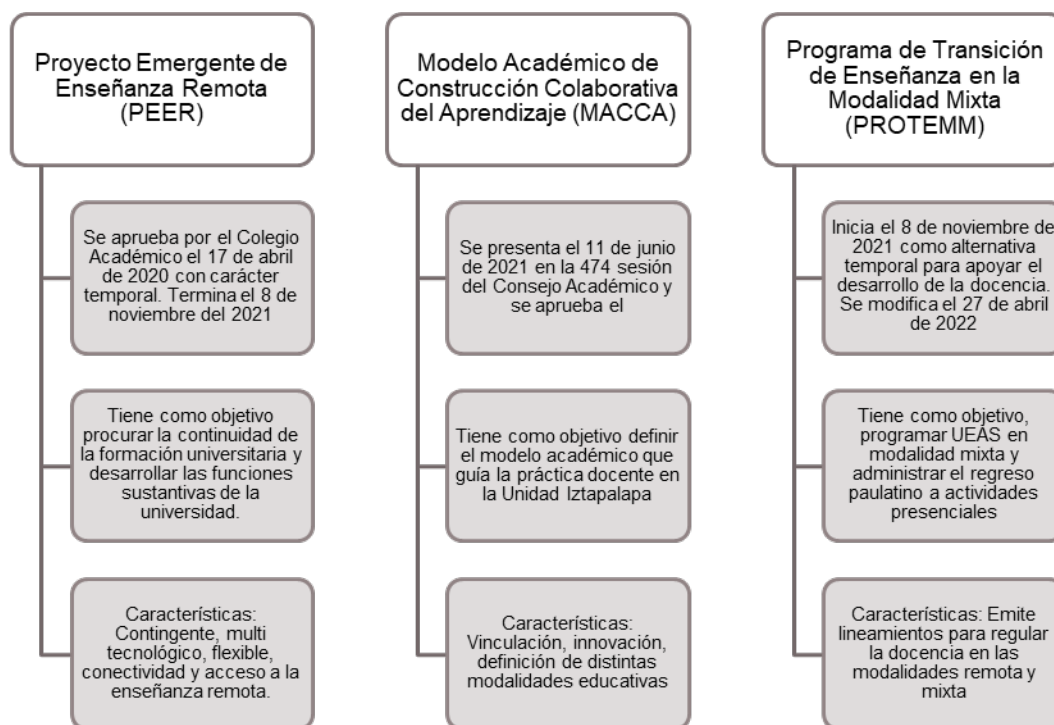 Proyecto Emergente de
Enseñanza Remota
(PEER)
Se aprueba por el Colegio
Académico el 17 de abril
de 2020 con carácter
temporal. Termina el 8 de
noviembre del 2021
Tiene como objetivo
procurar la continuidad de
la formación universitaria y
desarrollar las funciones
sustantivas de la
universidad.
Características:
Contingente, multi
tecnológico, flexible,
conectividad y acceso a la
enseñanza remota.
Modelo Académico de
Construcción Colaborativa
del Aprendizaje (MACCA)
Se presenta el 11 de junio
de 2021 en la 474 sesión
del Consejo Académico y
se aprueba el
Tiene como objetivo definir
el modelo académico que
guía la práctica docente en
la Unidad Iztapalapa
Características:
Vinculación, innovación,
definición de distintas
modalidades educativas
Programa de Transición
de Enseñanza en la
Modalidad Mixta
(PROTEMM)
Inicia el 8 de noviembre de
2021 como alternativa
temporal para apoyar el
desarrollo de la docencia.
Se modifica el 27 de abril
de 2022
Tiene como objetivo,
programar UEAS en
modalidad mixta y
administrar el regreso
paulatino a actividades
presenciales
Características: Emite
lineamientos para regular
la docencia en las
modalidades remota y
mixta